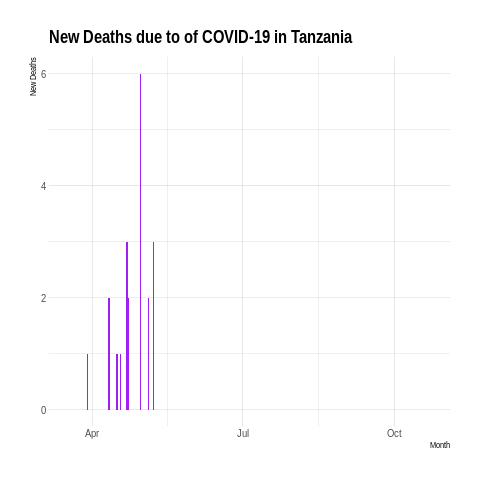 New Deaths due to of COVID-19 in Tanzania
New Deaths
6
4
2
0
Apr
Jul
Oct
Month